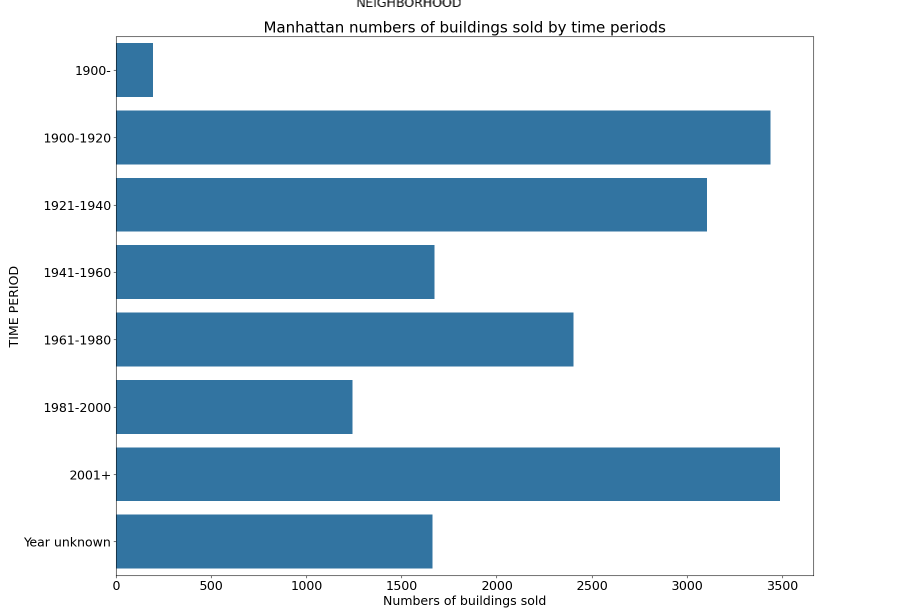 NEIGHBORHOOD
Manhattan numbers of buildings sold by time periods
TIME PERIOD
1900-
1900-1920
1921-1940
1941-1960
1961-1980
1981-2000
2001+
Year unknown
0 500 1000 1500 2000 2500 3000 3500
Numbers of buildings sold